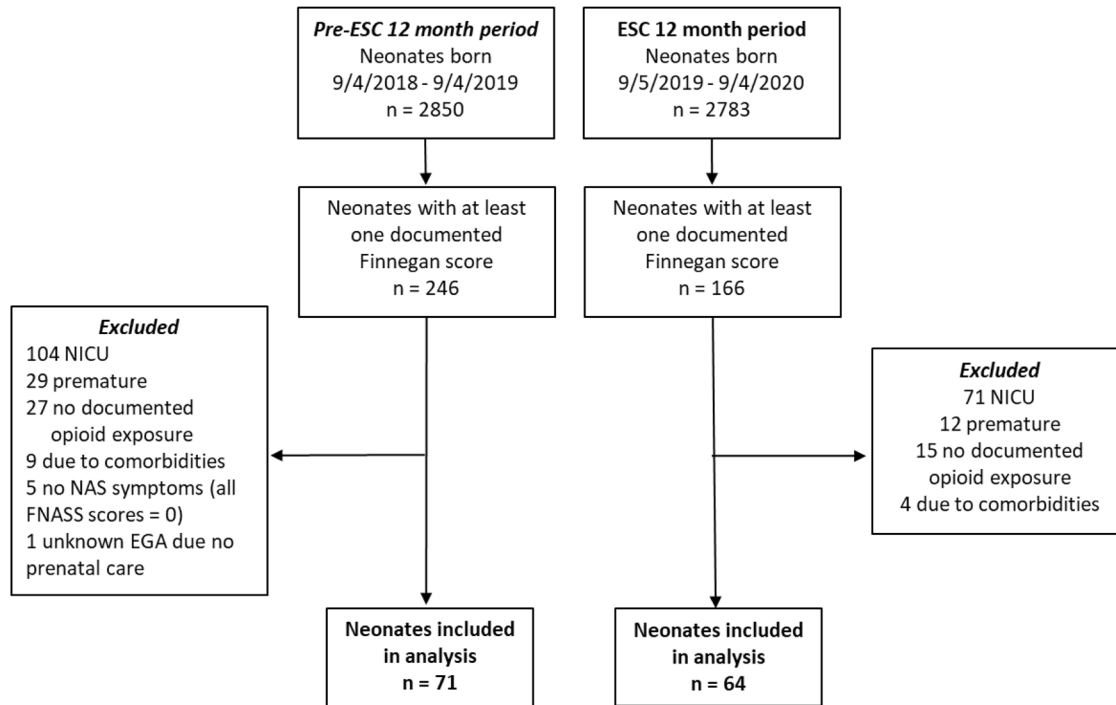 Pre-ESC 12 month period
Neonates born
9/4/2018 - 9/4/2019
n = 2850
ESC 12 month period
Neonates born
9/5/2019 - 9/4/2020
n = 2783
Neonates with at least
one documented
Finnegan score
n = 246
Neonates with at least
one documented
Finnegan score
n = 166
Excluded
104 NICU
29 premature
27 no documented
opioid exposure
9 due to comorbidities
5 no NAS symptoms (all
FNASS scores = 0)
1 unknown EGA due no
prenatal care
Excluded
71 NICU
12 premature
15 no documented
opioid exposure
4 due to comorbidities
Neonates included
in analysis
n = 71
Neonates included
in analysis
n = 64